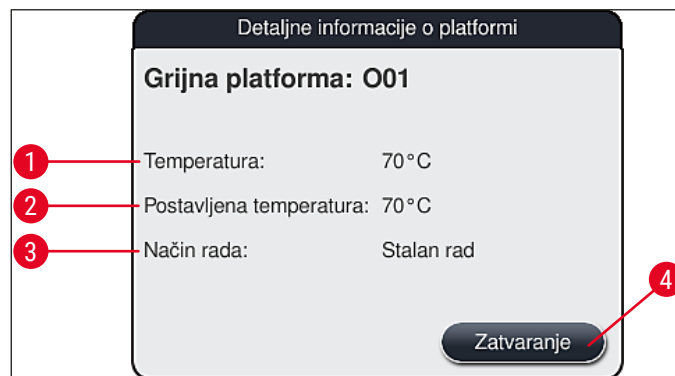 Detaljne informacije o platformi
Grijna platforma: O01
1 Temperatura: 70°C
2 Postavljena temperatura: 70°C
3 Način rada: Stalan rad
4
Zatvaranje